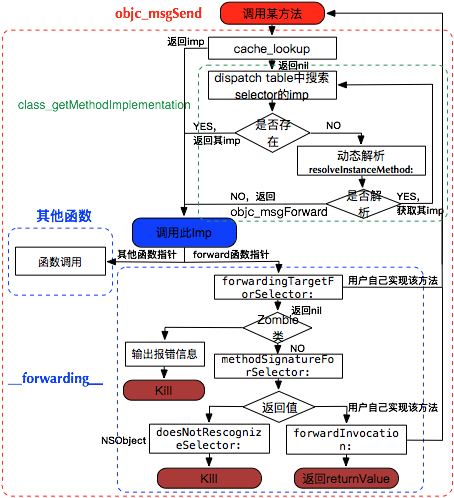 objc_msgSend
调用某方法
返回imp
cache_lookup
返回nil
class_getMethodImplementation
dispatch table中搜索
selector的imp
YES,
返回其imp
是否存
在
NO
动态解析
resolveInstanceMethod:
NO，返回
objc_msgForward
是否解
析
YES,
获取其imp
其他函数
调用此Imp
函数调用
其他函数指针
forward函数指针
forwardingTargetF
orSelector:
用户自己实现该方法
返回nil
Zombie
类
输出报错信息
NO
methodSignatureFo
rSelector:
Kill
__forwarding__
返回值
用户自己实现该方法
NSObject
doesNotRescogniz
eSelector:
forwardInvocatio
n:
Kill
返回returnValue